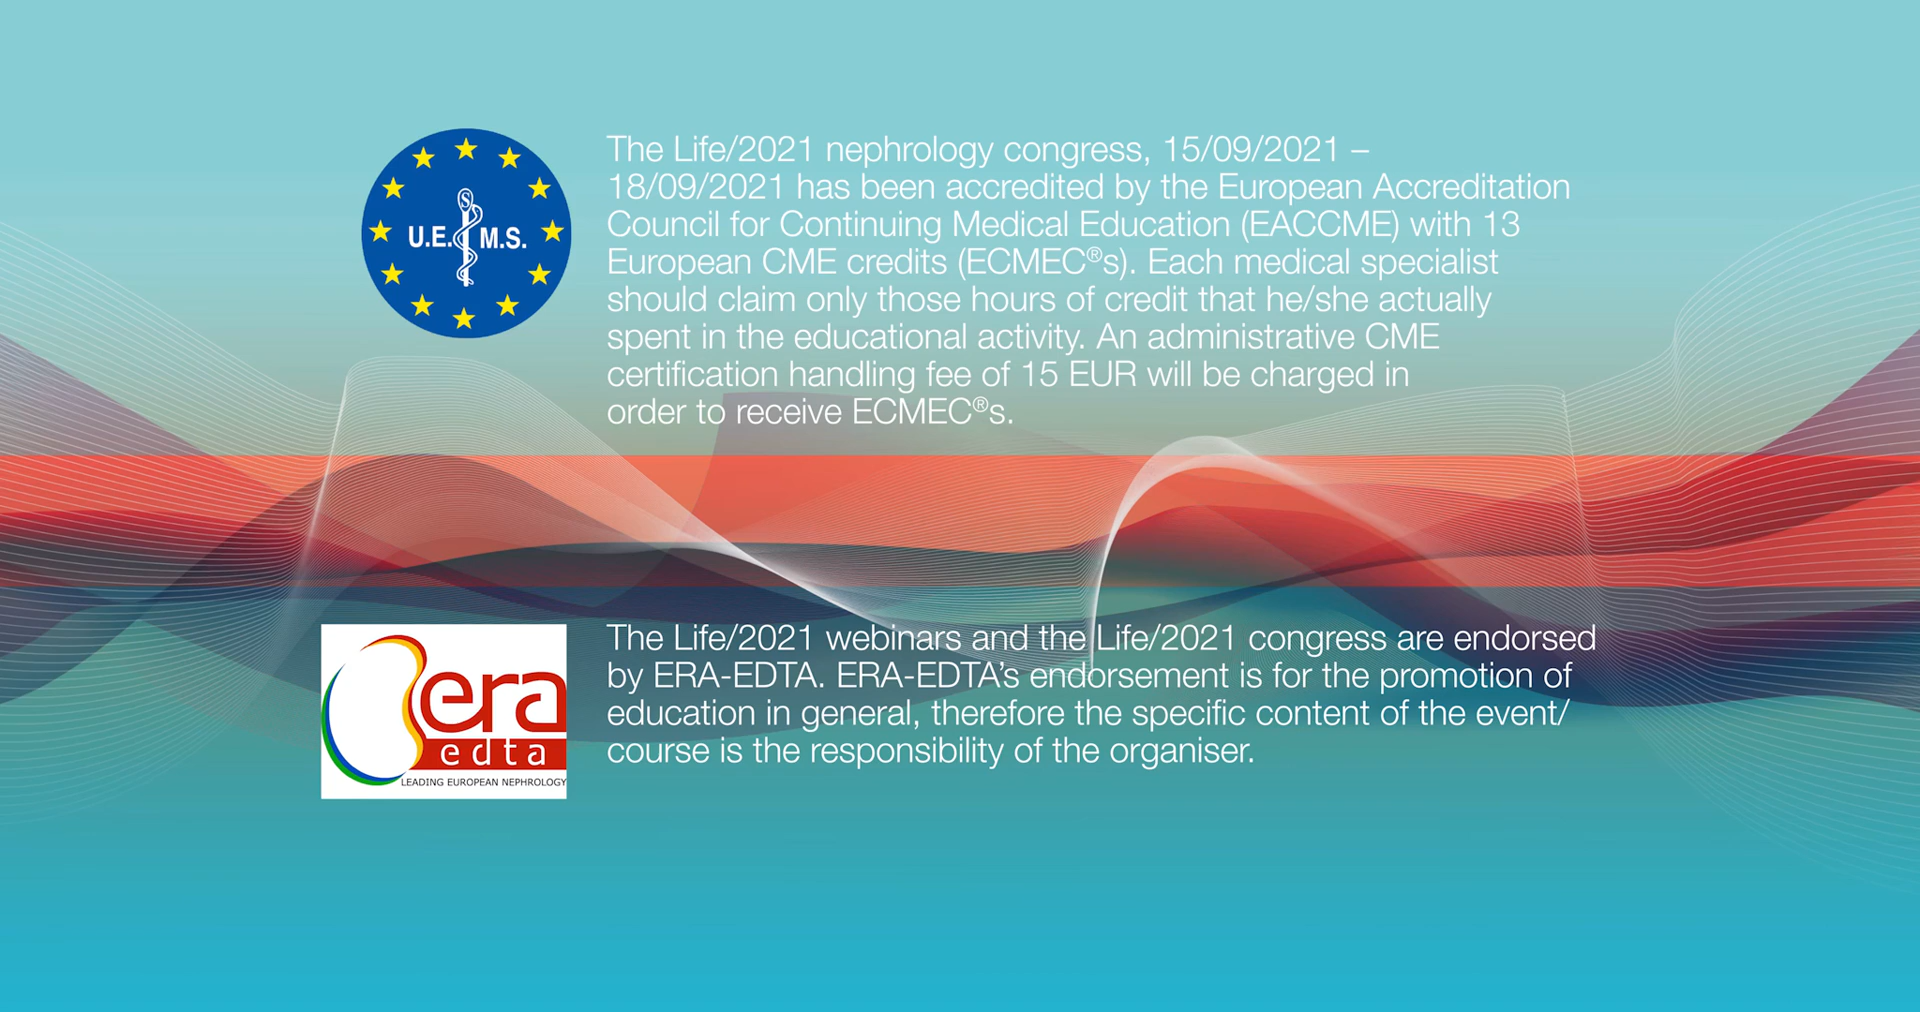 The Life/2021 nephrology congress, 15/09/2021 –
18/09/2021 has been accredited by the European Accreditation
Council for Continuing Medical Education (EACCME) with 13
European CME credits (ECMEC®s). Each medical specialist
should claim only those hours of credit that he/she actually
spent in the educational activity. An administrative CME
certification handling fee of 15 EUR will be charged in
order to receive ECMEC®s.
S
U.E. M.S.
The Life/2021 webinars and the Life/2021 congress are endorsed
by ERA-EDTA. ERA-EDTA’s endorsement is for the promotion of
education in general, therefore the specific content of the event/
course is the responsibility of the organiser.
era
edta
LEADING EUROPEAN NEPHROLOGY